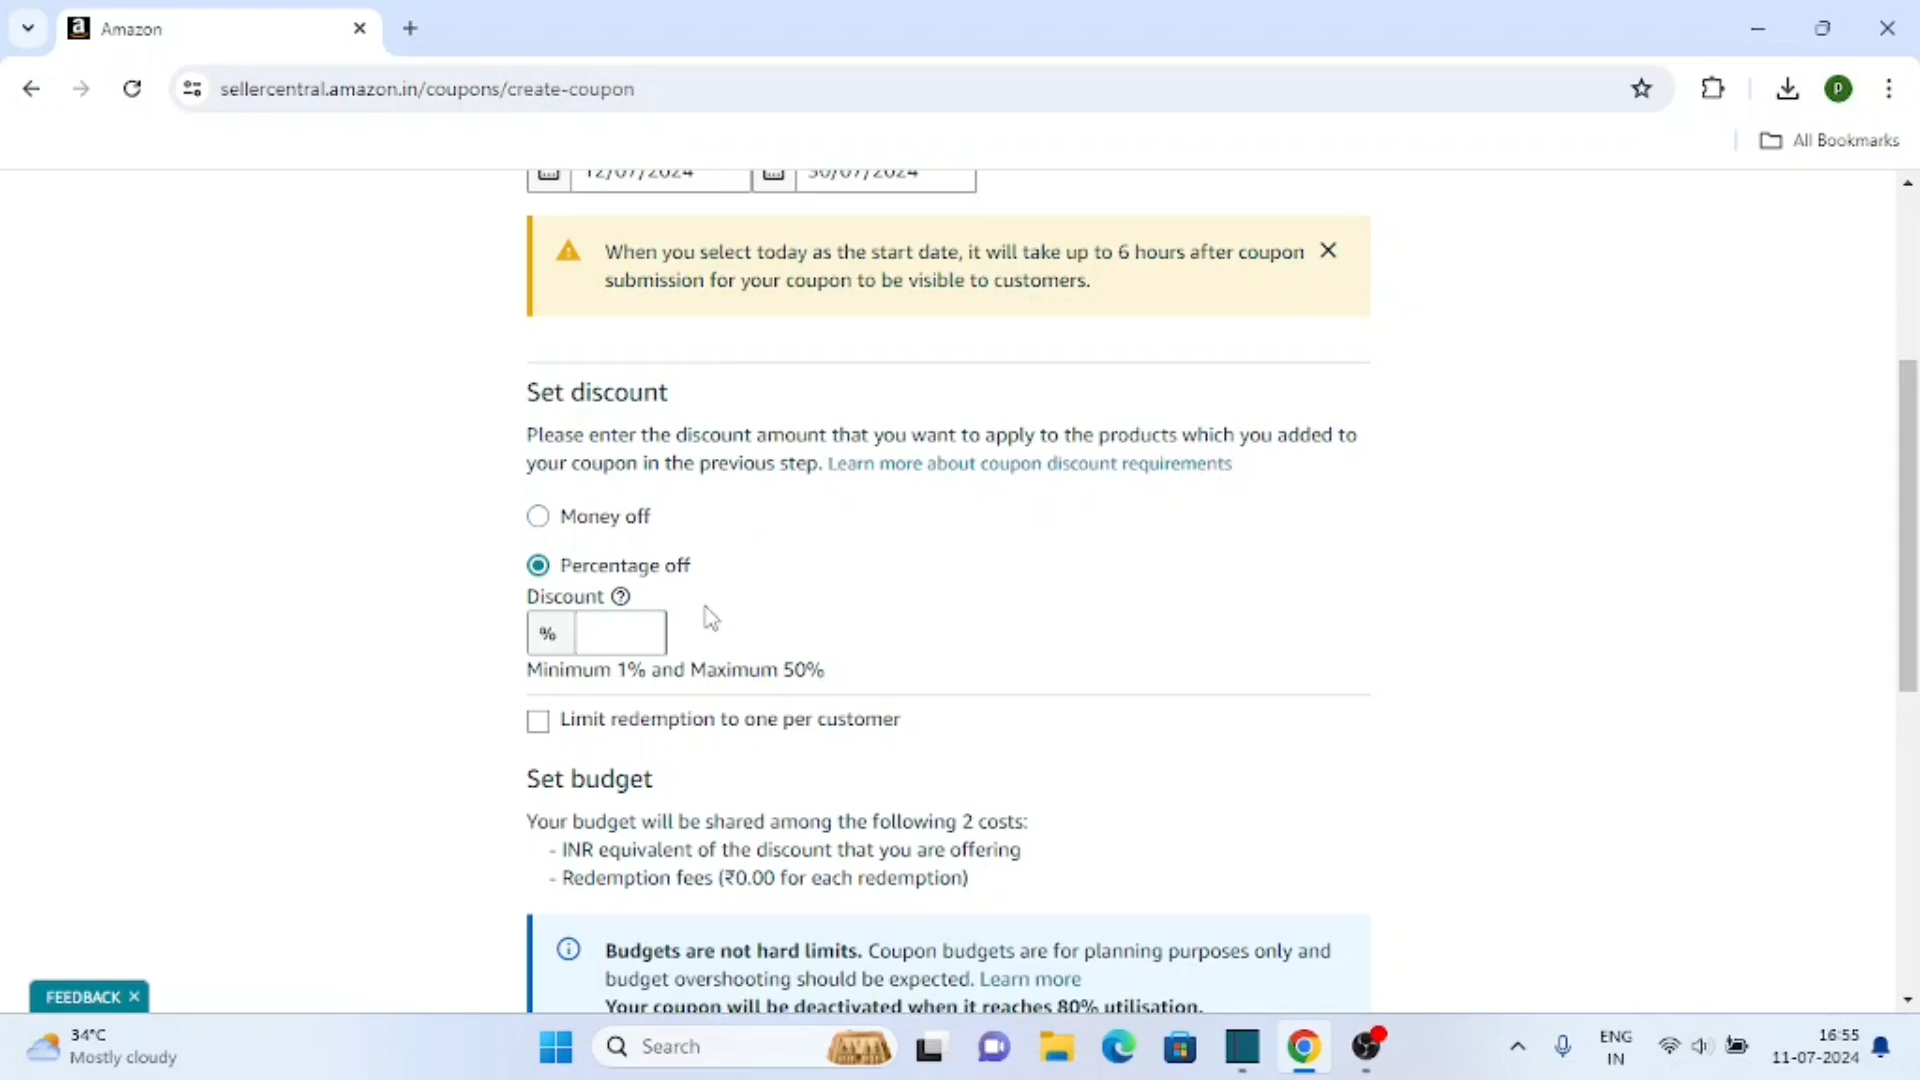 Amazon
sellercentral.amazon.in/coupons/create-coupon
All Bookmarks
12/07/2024 30/07/2024
When you select today as the start date, it will take up to 6 hours after coupon
submission for your coupon to be visible to customers.
Set discount
Please enter the discount amount that you want to apply to the products which you added to
your coupon in the previous step. Learn more about coupon discount requirements
Money off
Percentage off
Discount
%
Minimum 1% and Maximum 50%
Limit redemption to one per customer
Set budget
Your budget will be shared among the following 2 costs:
- INR equivalent of the discount that you are offering
- Redemption fees (₹0.00 for each redemption)
Budgets are not hard limits. Coupon budgets are for planning purposes only and
budget overshooting should be expected. Learn more
Your coupon will be deactivated when it reaches 80% utilisation.
FEEDBACK
34°C
Mostly cloudy
Search
ENG
IN
16:55
11-07-2024